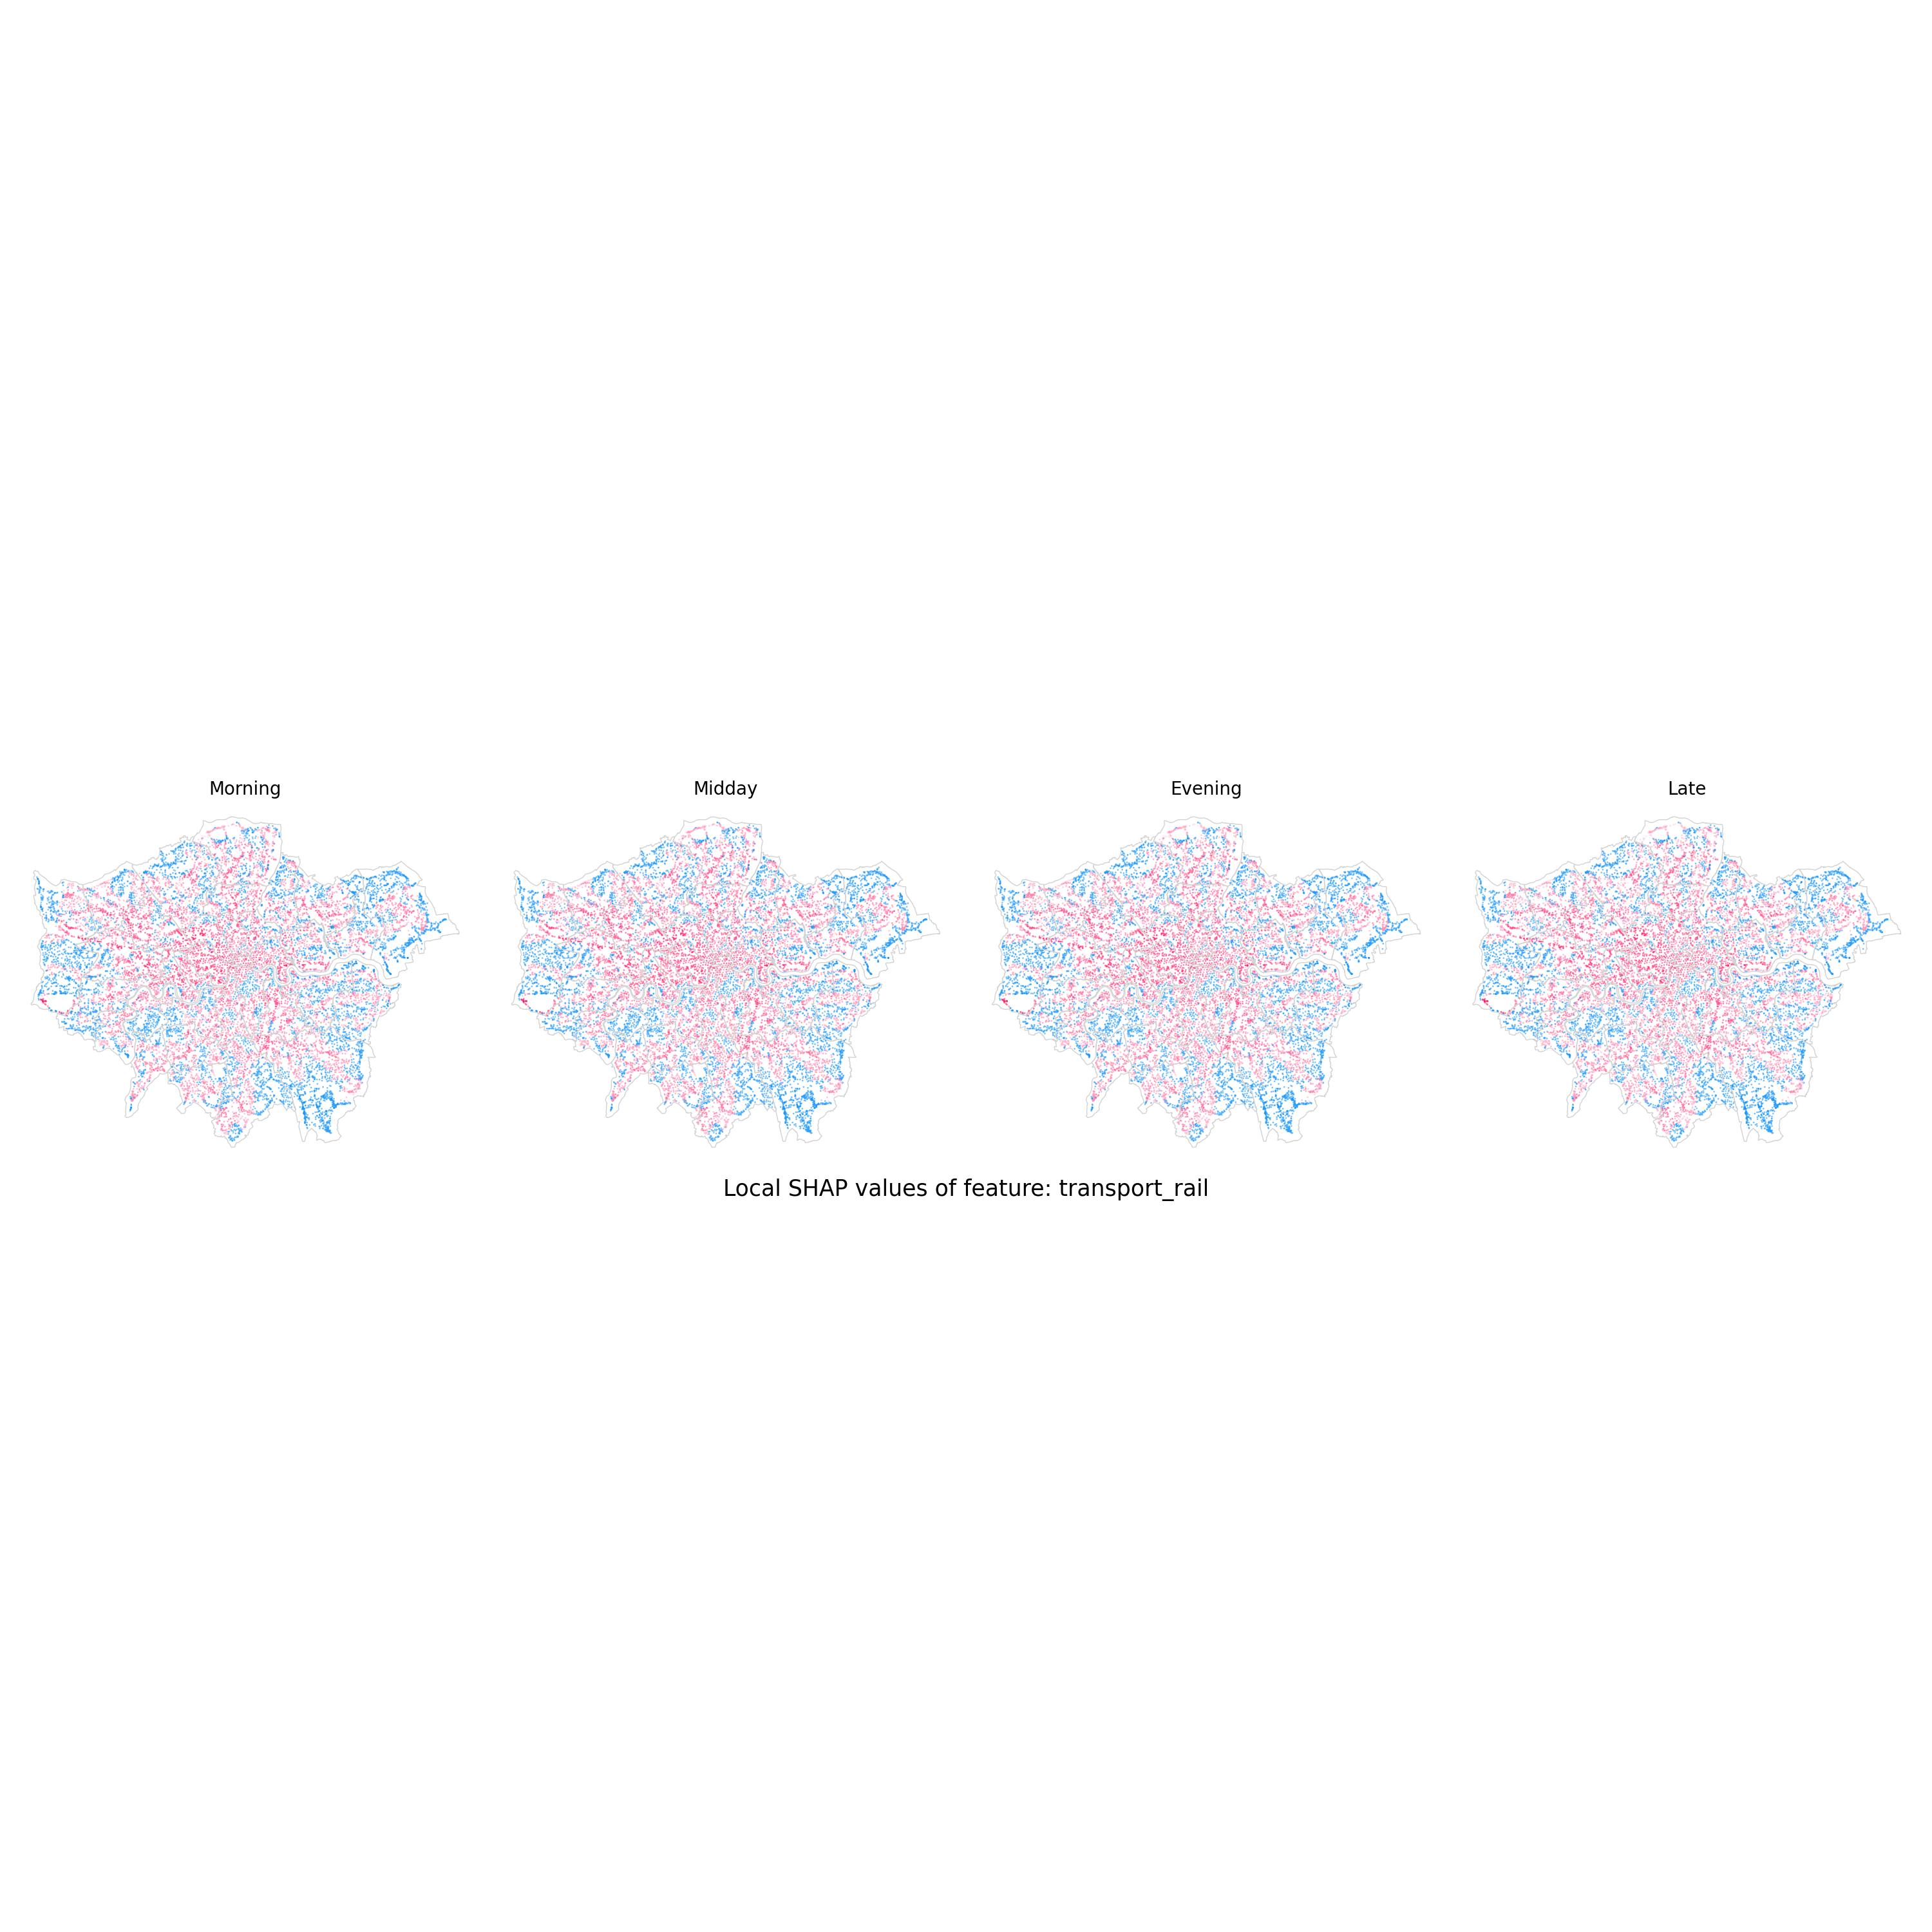 Morning
Midday
Evening
Late
Local SHAP values of feature: transport_rail